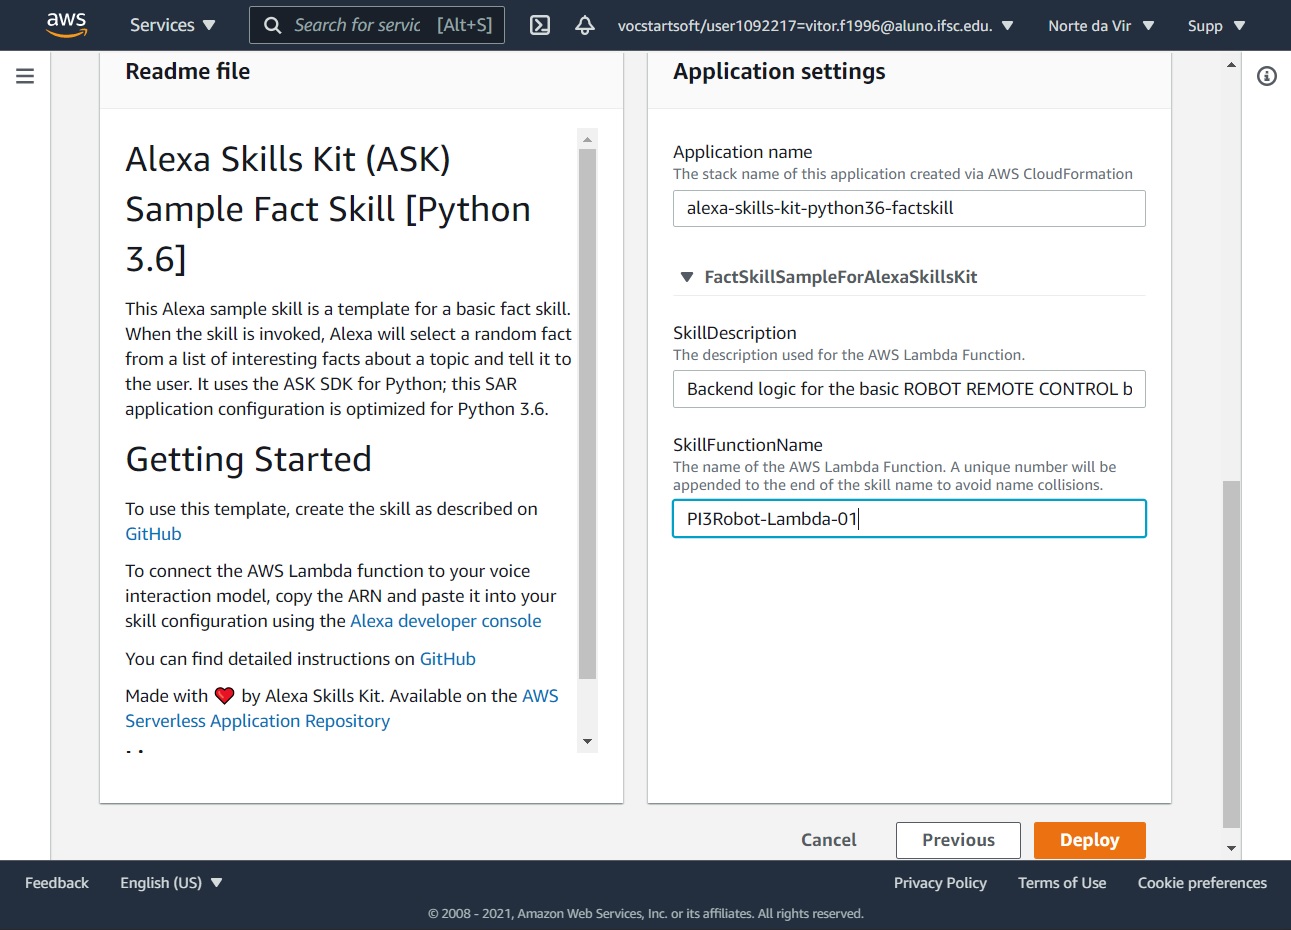 aws
Services
Search for servic [Alt+S]
vocstartsoft/user1092217=vitor.f1996@aluno.ifsc.edu.
Norte da Vir
Supp
Readme file
Alexa Skills Kit (ASK)
Sample Fact Skill [Python
3.6]
This Alexa sample skill is a template for a basic fact skill.
When the skill is invoked, Alexa will select a random fact
from a list of interesting facts about a topic and tell it to
the user. It uses the ASK SDK for Python; this SAR
application configuration is optimized for Python 3.6.
Getting Started
To use this template, create the skill as described on
GitHub
To connect the AWS Lambda function to your voice
interaction model, copy the ARN and paste it into your
skill configuration using the Alexa developer console
You can find detailed instructions on GitHub
Made with ❤ by Alexa Skills Kit. Available on the AWS
Serverless Application Repository
Application settings
Application name
The stack name of this application created via AWS CloudFormation
alexa-skills-kit-python36-factskill
FactSkillSampleForAlexaSkillsKit
SkillDescription
The description used for the AWS Lambda Function.
Backend logic for the basic ROBOT REMOTE CONTROL b
SkillFunctionName
The name of the AWS Lambda Function. A unique number will be
appended to the end of the skill name to avoid name collisions.
PI3Robot-Lambda-01
Cancel
Previous
Deploy
Feedback
English (US)
Privacy Policy
Terms of Use
Cookie preferences
© 2008 - 2021, Amazon Web Services, Inc. or its affiliates. All rights reserved.